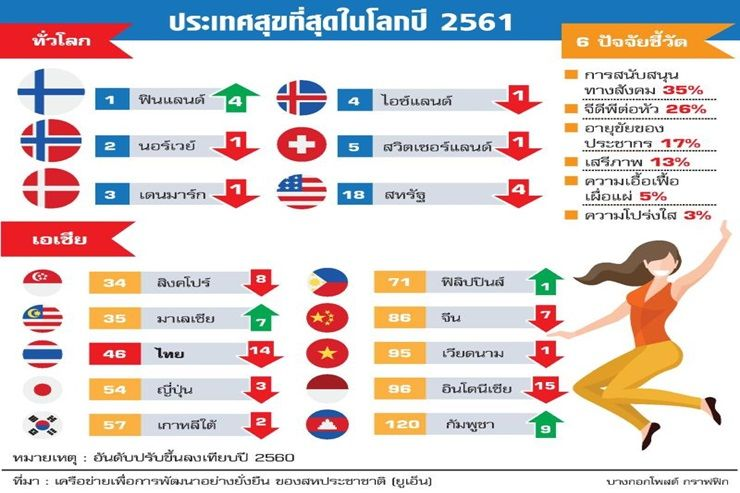 ประเทศสุขที่สุดในโลกปี 2561
ทั่วโลก
1 ฟินแลนด์ 4
2 นอร์เวย์ 1
3 เดนมาร์ก 1
4 ไอซ์แลนด์ 1
5 สวิตเซอร์แลนด์ 1
18 สหรัฐ 4
6 ปัจจัยชี้วัด
การสนับสนุน
ทางสังคม 35%
จีดีพีต่อหัว 26%
อายุขัยของ
ประชากร 17%
เสรีภาพ 13%
ความเอื้อเฟื้อ
เผื่อแผ่ 5%
ความโปร่งใส 3%
เอเชีย
34 สิงคโปร์ 8
35 มาเลเซีย 7
46 ไทย 14
54 ญี่ปุ่น 3
57 เกาหลีใต้ 2
71 ฟิลิปปินส์ 1
86 จีน 7
95 เวียดนาม 1
96 อินโดนีเซีย 15
120 กัมพูชา 9
หมายเหตุ : อันดับปรับขึ้นลงเทียบปี 2560
ที่มา : เครือข่ายเพื่อการพัฒนาอย่างยั่งยืน ของสหประชาชาติ (ยูเอ็น)
บางกอกโพสต์ กราฟฟิก